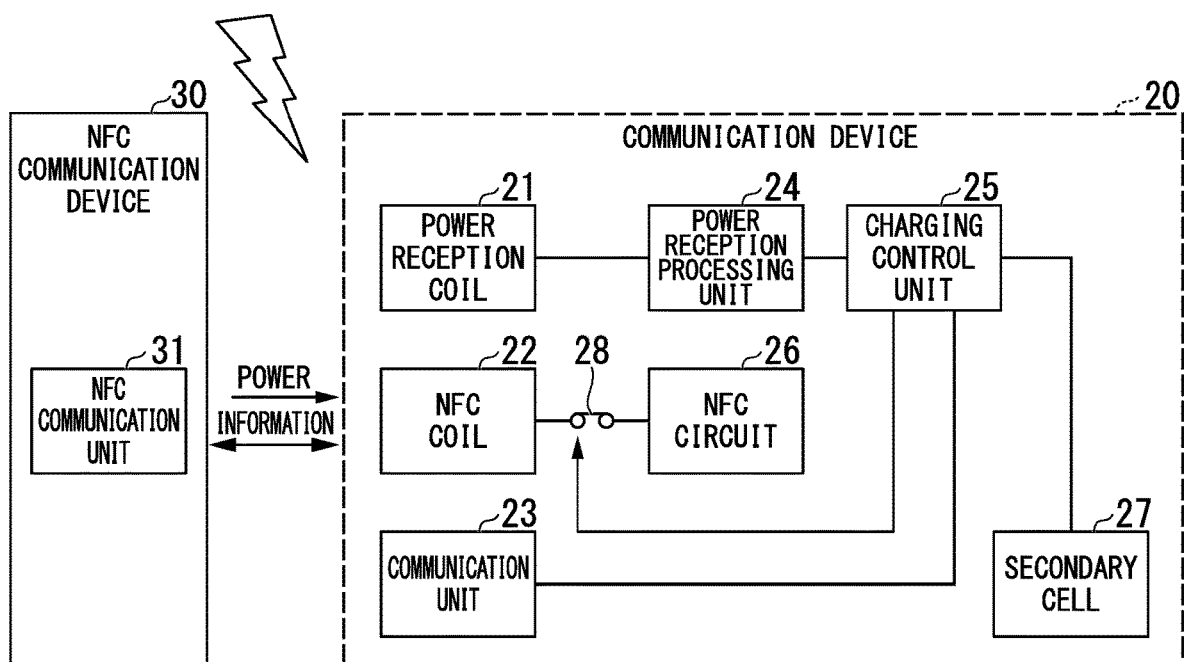 30
NFC
COMMUNICATION
DEVICE
31
NFC
COMMUNICATION
UNIT
POWER
INFORMATION
20
COMMUNICATION DEVICE
21
POWER
RECEPTION
COIL
24
POWER
RECEPTION
PROCESSING
UNIT
25
CHARGING
CONTROL
UNIT
22
NFC
COIL
28
26
NFC
CIRCUIT
23
COMMUNICATION
UNIT
27
SECONDARY
CELL